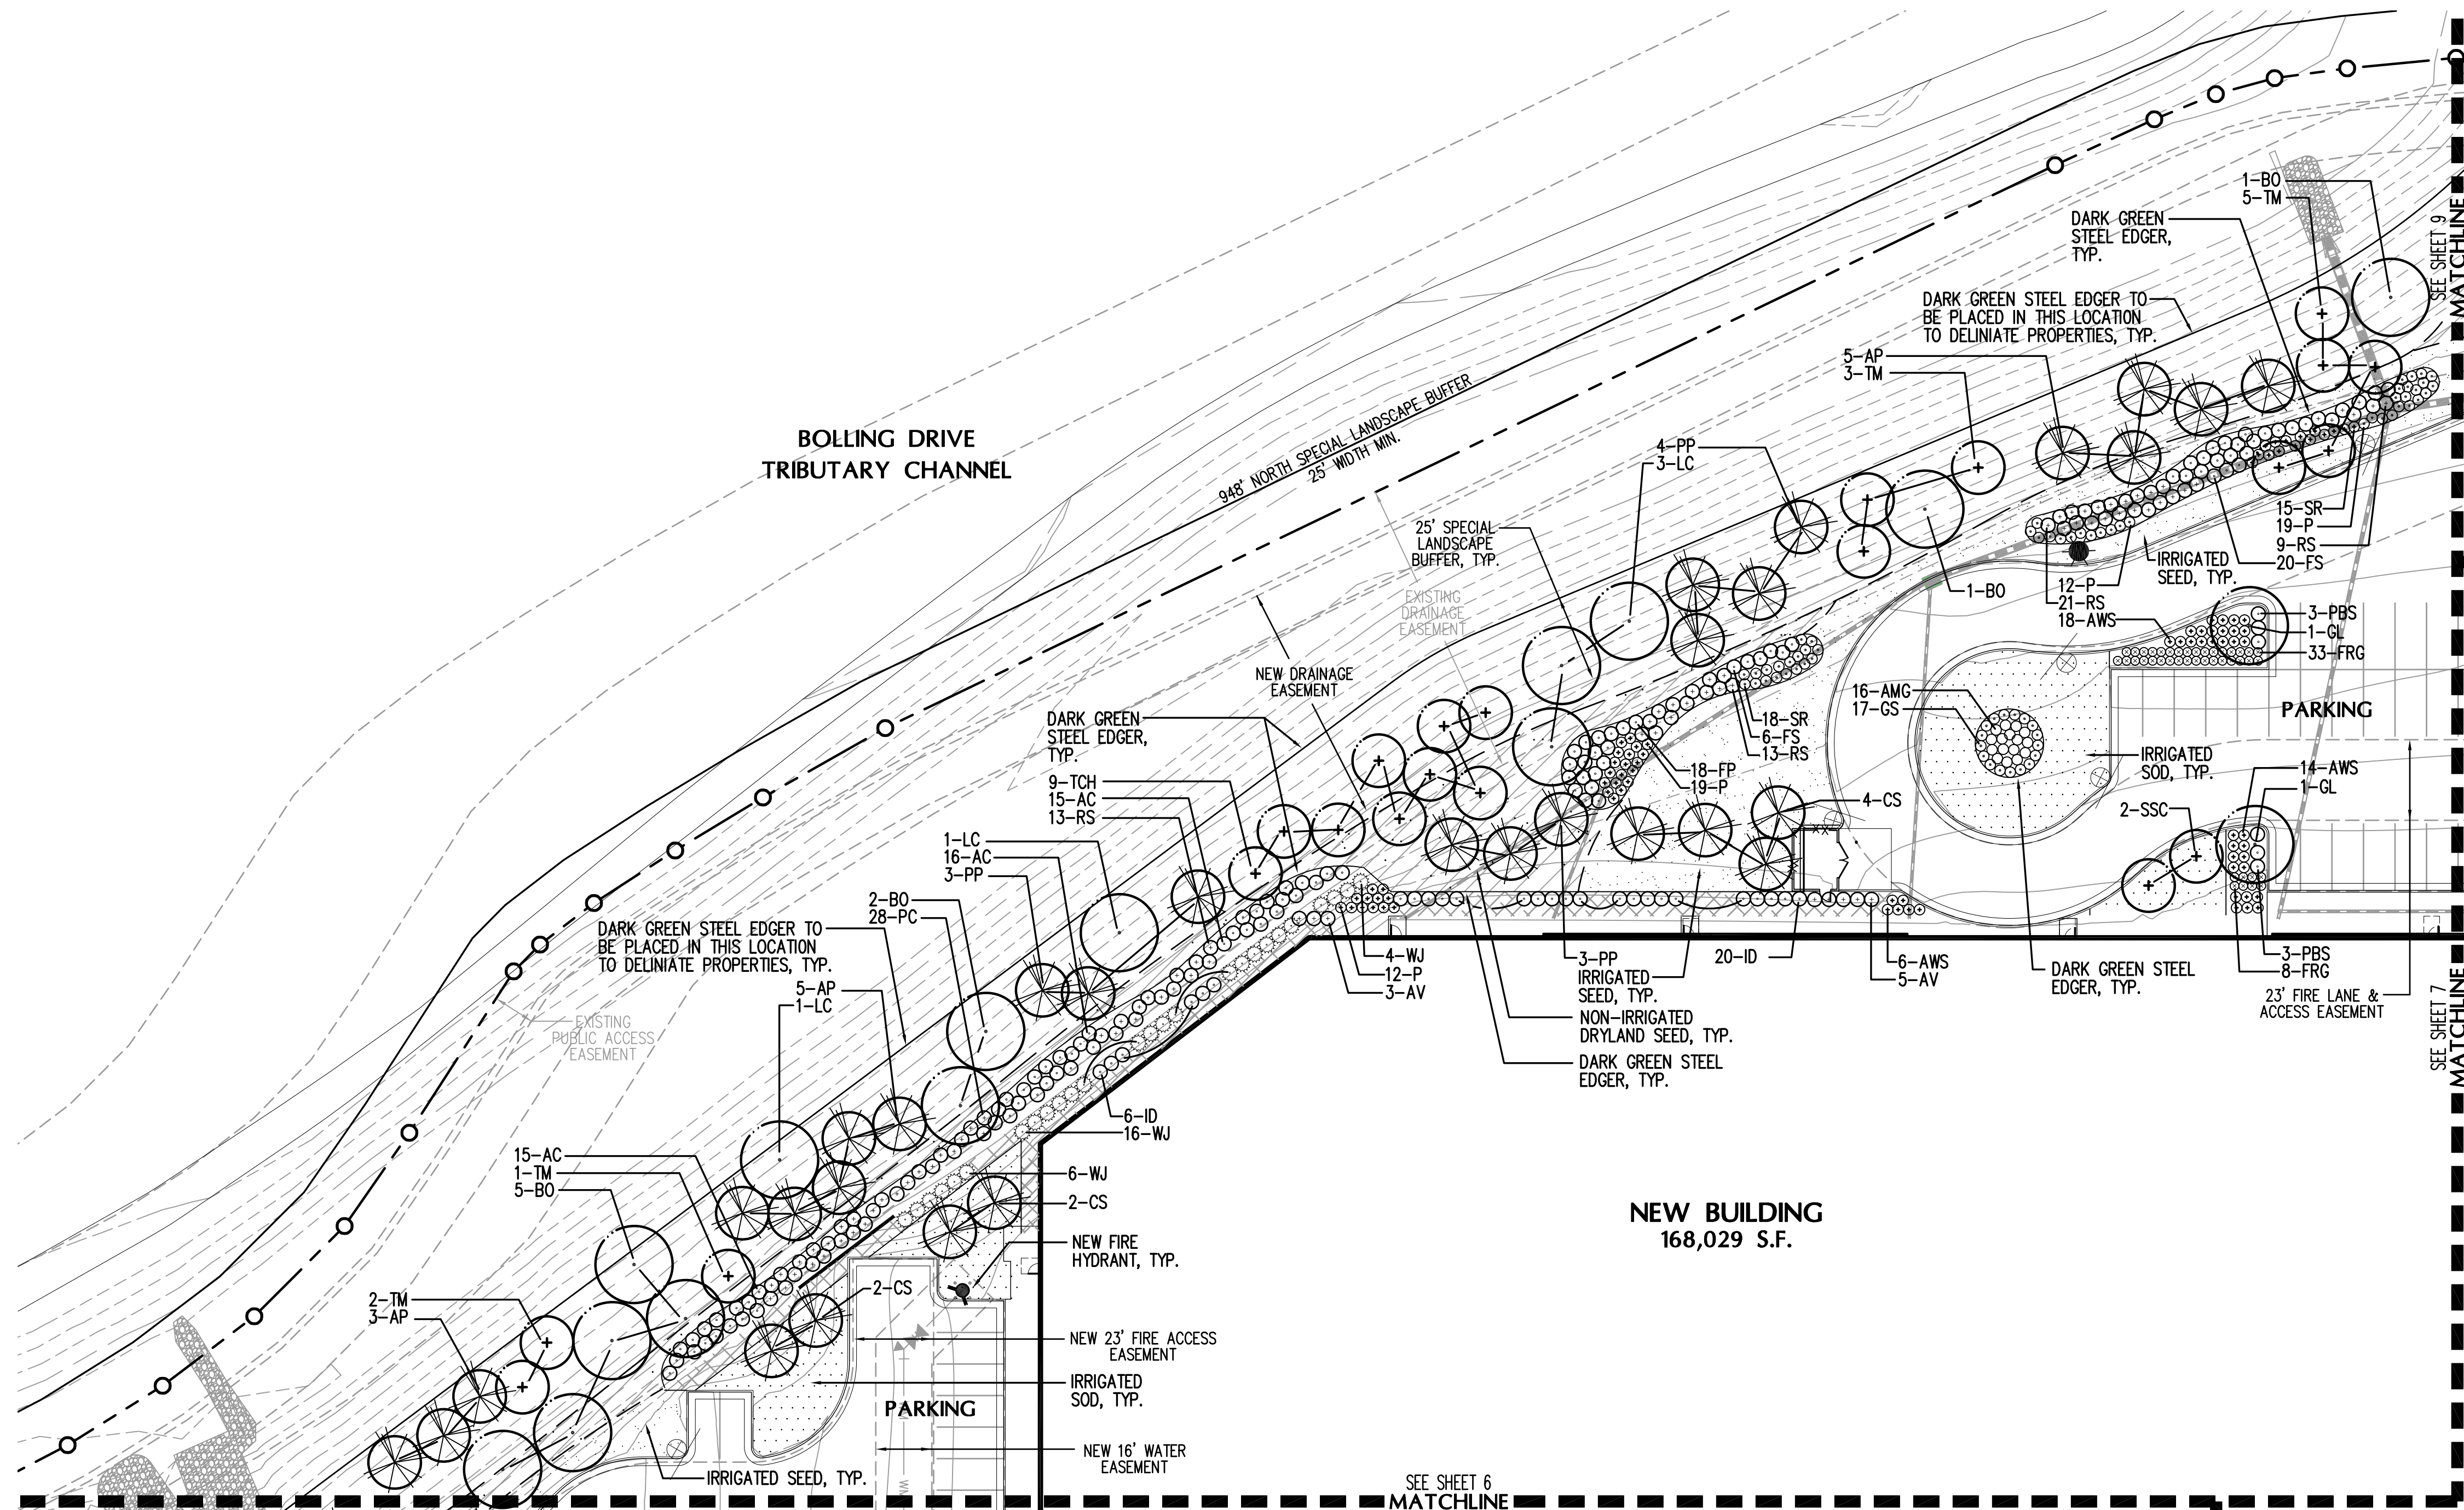 1-BO
5-TM
DARK GREEN
STEEL EDGER,
TYP.
SEE SHEET 9
MATCHLINE
DARK GREEN STEEL EDGER TO
BE PLACED IN THIS LOCATION
TO DELINIATE PROPERTIES, TYP.
5-AP
3-TM
948' NORTH SPECIAL LANDSCAPE BUFFER
25' WIDTH MIN.
BOLLING DRIVE
TRIBUTARY CHANNEL
4-PP
3-LC
25' SPECIAL
LANDSCAPE
BUFFER, TYP.
15-SR
19-P
9-RS
20-FS
IRRIGATED
SEED, TYP.
12-P
21-RS
18-AWS
1-BO
EXISTING
DRAINAGE
EASEMENT
3-PBS
1-GL
33-FRG
NEW DRAINAGE
EASEMENT
16-AMG
17-GS
PARKING
DARK GREEN
STEEL EDGER,
TYP.
18-SR
6-FS
13-RS
IRRIGATED
SOD, TYP.
18-FP
19-P
14-AWS
1-GL
9-TCH
15-AC
13-RS
4-CS
2-SSC
1-LC
16-AC
3-PP
2-BO
28-PC
DARK GREEN STEEL EDGER TO
BE PLACED IN THIS LOCATION
TO DELINIATE PROPERTIES, TYP.
4-WJ
12-P
3-AV
3-PP
IRRIGATED
SEED, TYP.
20-ID
6-AWS
5-AV
DARK GREEN STEEL
EDGER, TYP.
3-PBS
8-FRG
23' FIRE LANE &
ACCESS EASEMENT
SEE SHEET 7
MATCHLINE
5-AP
1-LC
EXISTING
PUBLIC ACCESS
EASEMENT
NON-IRRIGATED
DRYLAND SEED, TYP.
DARK GREEN STEEL
EDGER, TYP.
6-ID
16-WJ
15-AC
1-TM
5-BO
6-WJ
2-CS
NEW BUILDING
168,029 S.F.
NEW FIRE
HYDRANT, TYP.
2-CS
2-TM
3-AP
NEW 23' FIRE ACCESS
EASEMENT
IRRIGATED
SOD, TYP.
PARKING
NEW 16' WATER
EASEMENT
IRRIGATED SEED, TYP.
SEE SHEET 6
MATCHLINE